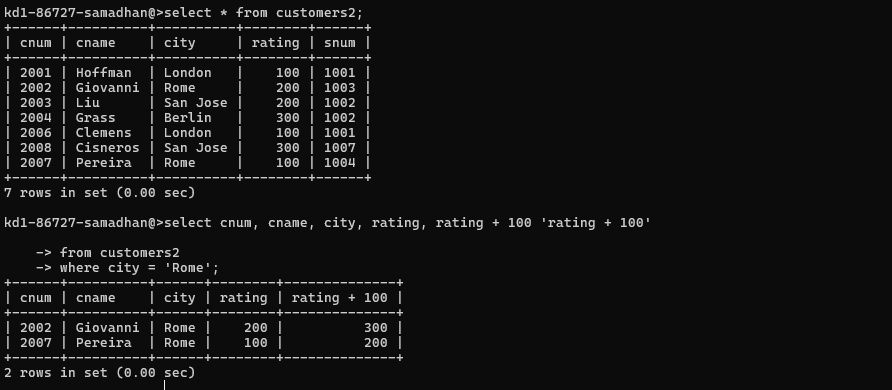 kd1-86727-samadhan@>select * from customers2;
+------+----------+----------+--------+------+
| cnum | cname    | city     | rating | snum |
+------+----------+----------+--------+------+
| 2001 | Hoffman  | London   |    100 | 1001 |
| 2002 | Giovanni | Rome     |    200 | 1003 |
| 2003 | Liu      | San Jose |    200 | 1002 |
| 2004 | Grass    | Berlin   |    300 | 1002 |
| 2006 | Clemens  | London   |    100 | 1001 |
| 2008 | Cisneros | San Jose |    300 | 1007 |
| 2007 | Pereira  | Rome     |    100 | 1004 |
+------+----------+----------+--------+------+
7 rows in set (0.00 sec)
kd1-86727-samadhan@>select cnum, cname, city, rating, rating + 100 'rating + 100'
    -> from customers2
    -> where city = 'Rome';
+------+----------+------+--------+--------------+
| cnum | cname    | city | rating | rating + 100 |
+------+----------+------+--------+--------------+
| 2002 | Giovanni | Rome |    200 |          300 |
| 2007 | Pereira  | Rome |    100 |          200 |
+------+----------+------+--------+--------------+
2 rows in set (0.00 sec)